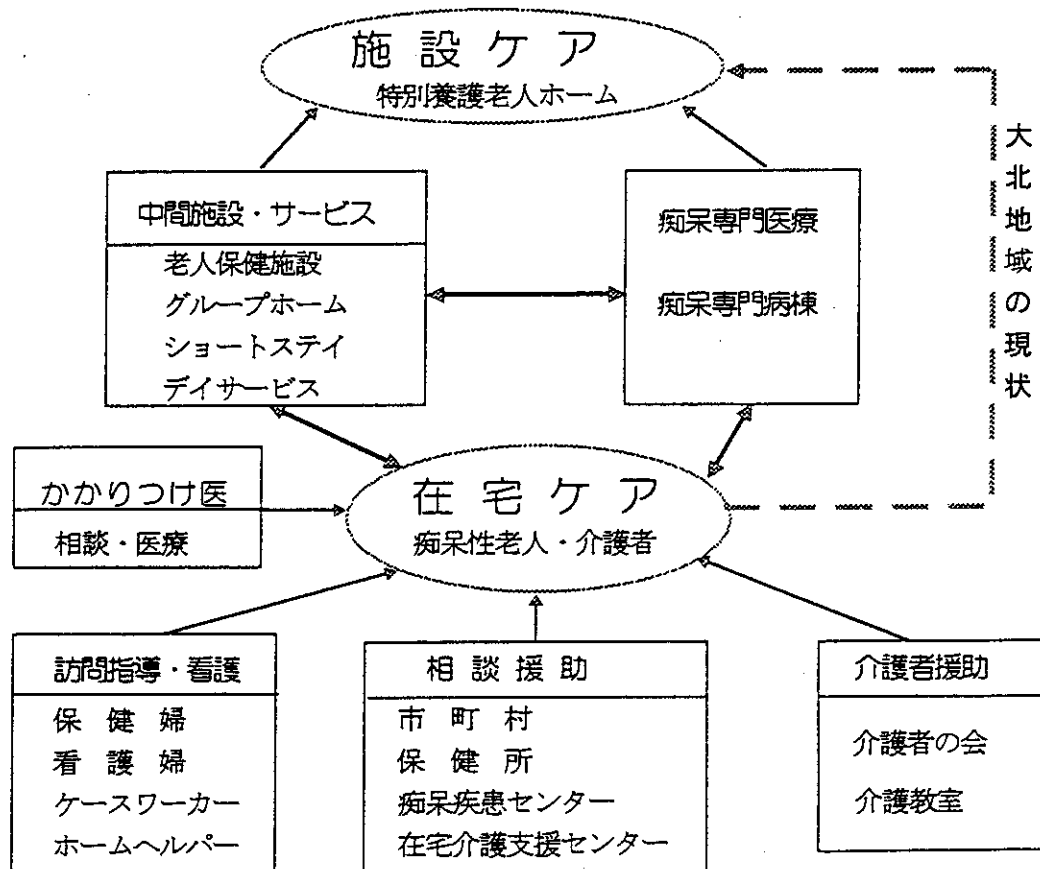 施設ケア
特別養護老人ホーム
中間施設・サービス
老人保健施設
グループホーム
ショートステイ
デイサービス
痴呆専門医療
痴呆専門病棟
大北地域の現状
かかりつけ医
相談・医療
在宅ケア
痴呆性老人・介護者
訪問指導・看護
保健婦
看護婦
ケースワーカー
ホームヘルパー
相談援助
市町村
保健所
痴呆疾患センター
在宅介護支援センター
介護者援助
介護者の会
介護教室